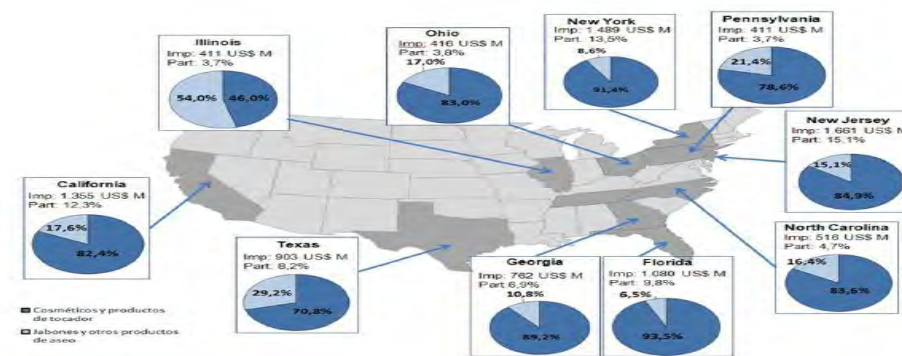 Illinois
Imp: 411 US$ M
Part: 3,7%
54,0%
46,0%
Ohio
Imp: 416 US$ M
Part: 3,8%
17,0%
83,0%
New York
Imp: 1.489 US$ M
Part: 13,5%
8,6%
91,4%
Pennsylvania
Imp: 411 US$ M
Part: 3,7%
21,4%
78,6%
New Jersey
Imp: 1.661 US$ M
Part: 15,1%
15,1%
84,9%
California
Imp: 1.355 US$ M
Part: 12,3%
17,6%
82,4%
Texas
Imp: 903 US$ M
Part: 8,2%
29,2%
70,8%
Georgia
Imp: 762 US$ M
Part 6,9%
10,8%
89,2%
Florida
Imp: 1.080 US$ M
Part: 9,8%
6,5%
93,5%
North Carolina
Imp: 516 US$ M
Part: 4,7%
16,4%
83,6%
Cosméticos y productos
de tocador
Jabones y otros productos
de aseo